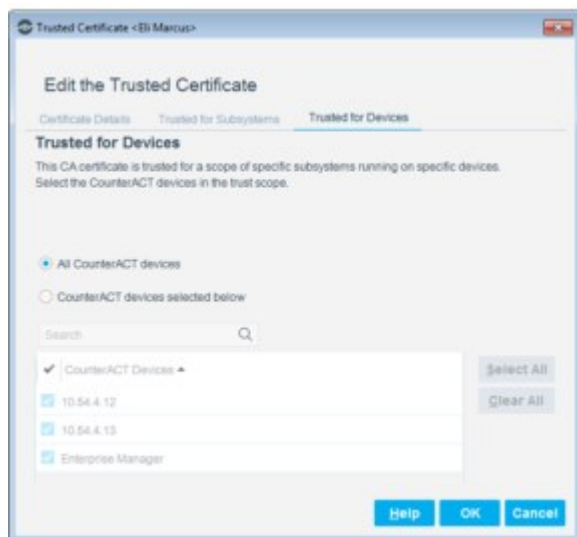 Trusted Certificate <Eli Marcus>
Edit the Trusted Certificate
Certificate Details Trusted for Subsystems Trusted for Devices
Trusted for Devices
This CA certificate is trusted for a scope of specific subsystems running on specific devices.
Select the CounterACT devices in the trust scope.
All CounterACT devices
CounterACT devices selected below
Search
CounterACT Devices
Select All
10.54.4.12
Clear All
10.54.4.13
Enterprise Manager
Help OK Cancel